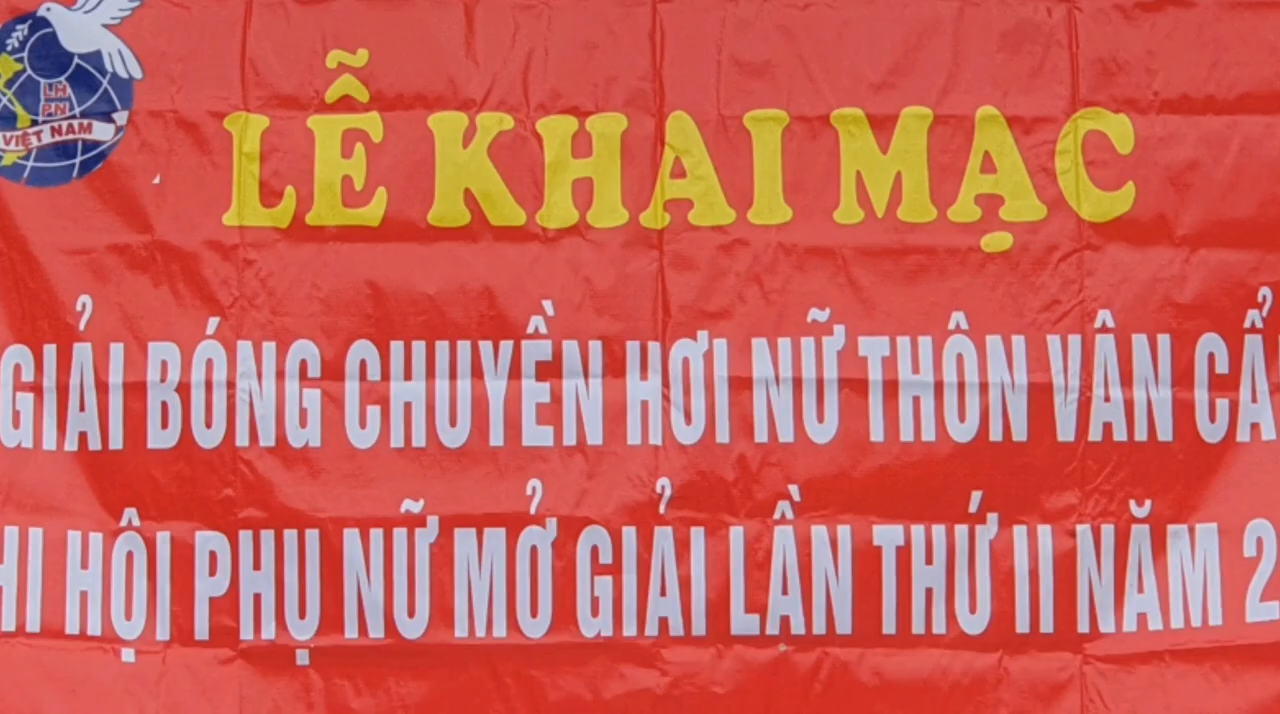 LH
PN
VIỆT NAM
LỄ KHAI MẠC
GIẢI BÓNG CHUYỀN HƠI NỮ THÔN VÂN
HỘI PHỤ NỮ MỞ GIẢI LẦN THỨ II NĂM